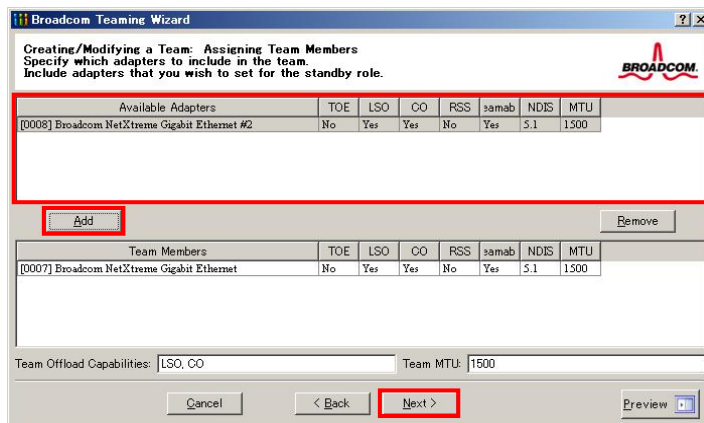 Broadcom Teaming Wizard
Creating/Modifying a Team: Assigning Team Members
Specify which adapters to include in the team.
Include adapters that you wish to set for the standby role.
BROADCOM.
Available Adapters TOE LSO CO RSS eamab NDIS MTU
[0008] Broadcom NetXtreme Gigabit Ethernet #2 No Yes Yes No Yes 5.1 1500
Add
Remove
Team Members TOE LSO CO RSS eamab NDIS MTU
[0007] Broadcom NetXtreme Gigabit Ethernet No Yes Yes No Yes 5.1 1500
Team Offload Capabilities: LSO, CO
Team MTU: 1500
Cancel
< Back
Next >
Preview